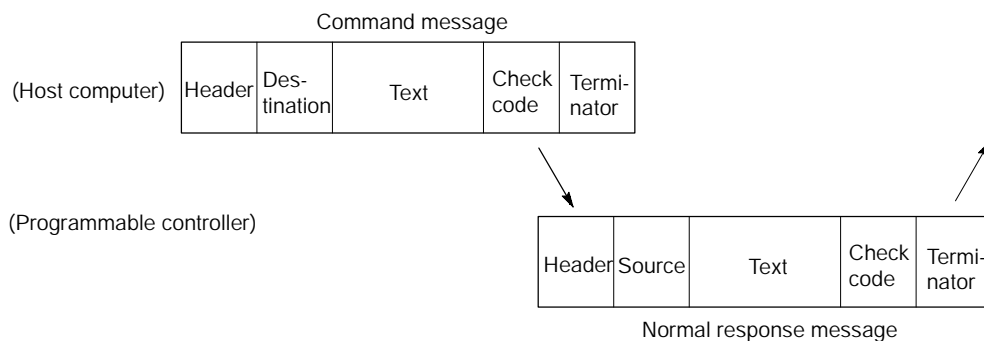 Command message
(Host computer)
Header
Des-
tination
Text
Check
code
Termi-
nator
(Programmable controller)
Header
Source
Text
Check
code
Termi-
nator
Normal response message